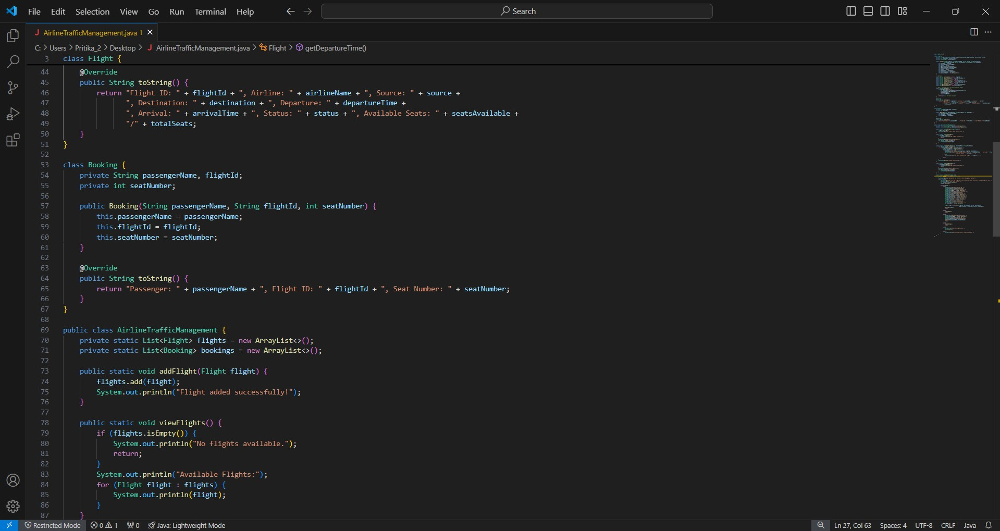 File Edit Selection View Go Run Terminal Help Search
J AirlineTrafficManagement.java 1
C: > Users > Pritika_2 > Desktop > J AirlineTrafficManagement.java > Flight > getDepartureTime()
3 class Flight {
44 @Override
45 public String toString() {
46 return "Flight ID: " + flightId + ", Airline: " + airlineName + ", Source: " + source +
47 ", Destination: " + destination + ", Departure: " + departureTime +
48 ", Arrival: " + arrivalTime + ", Status: " + status + ", Available Seats: " + seatsAvailable +
49 "/" + totalSeats;
50 }
51 }
52
53 class Booking {
54 private String passengerName, flightId;
55 private int seatNumber;
56
57 public Booking(String passengerName, String flightId, int seatNumber) {
58 this.passengerName = passengerName;
59 this.flightId = flightId;
60 this.seatNumber = seatNumber;
61 }
62
63 @Override
64 public String toString() {
65 return "Passenger: " + passengerName + ", Flight ID: " + flightId + ", Seat Number: " + seatNumber;
66 }
67 }
68
69 public class AirlineTrafficManagement {
70 private static List<Flight> flights = new ArrayList<>();
71 private static List<Booking> bookings = new ArrayList<>();
72
73 public static void addFlight(Flight flight) {
74 flights.add(flight);
75 System.out.println("Flight added successfully!");
76 }
77
78 public static void viewFlights() {
79 if (flights.isEmpty()) {
80 System.out.println("No flights available.");
81 return;
82 }
83 System.out.println("Available Flights:");
84 for (Flight flight : flights) {
85 System.out.println(flight);
86 }
87 }
Restricted Mode 0 1 0 Java: Lightweight Mode Ln 27, Col 63 Spaces: 4 UTF-8 CRLF Java